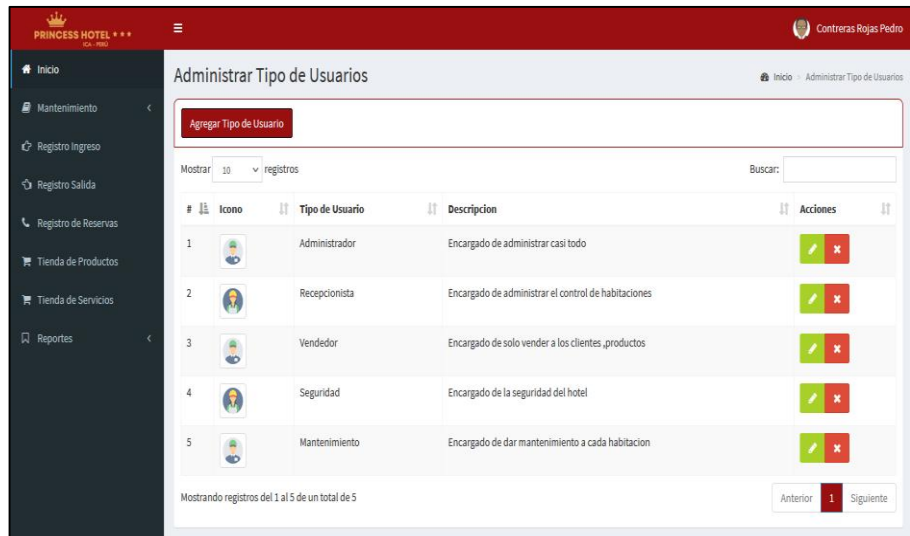 PRINCESS HOTEL ★★★
ICA - PERÚ
Contreras Rojas Pedro
Inicio
Mantenimiento
Registro Ingreso
Registro Salida
Registro de Reservas
Tienda de Productos
Tienda de Servicios
Reportes
Administrar Tipo de Usuarios
Inicio > Administrar Tipo de Usuarios
Agregar Tipo de Usuario
Mostrar 10 registros
Buscar:
# Icono Tipo de Usuario Descripcion Acciones
1 Administrador Encargado de administrar casi todo
2 Recepcionista Encargado de administrar el control de habitaciones
3 Vendedor Encargado de solo vender a los clientes ,productos
4 Seguridad Encargado de la seguridad del hotel
5 Mantenimiento Encargado de dar mantenimiento a cada habitacion
Mostrando registros del 1 al 5 de un total de 5
Anterior 1 Siguiente